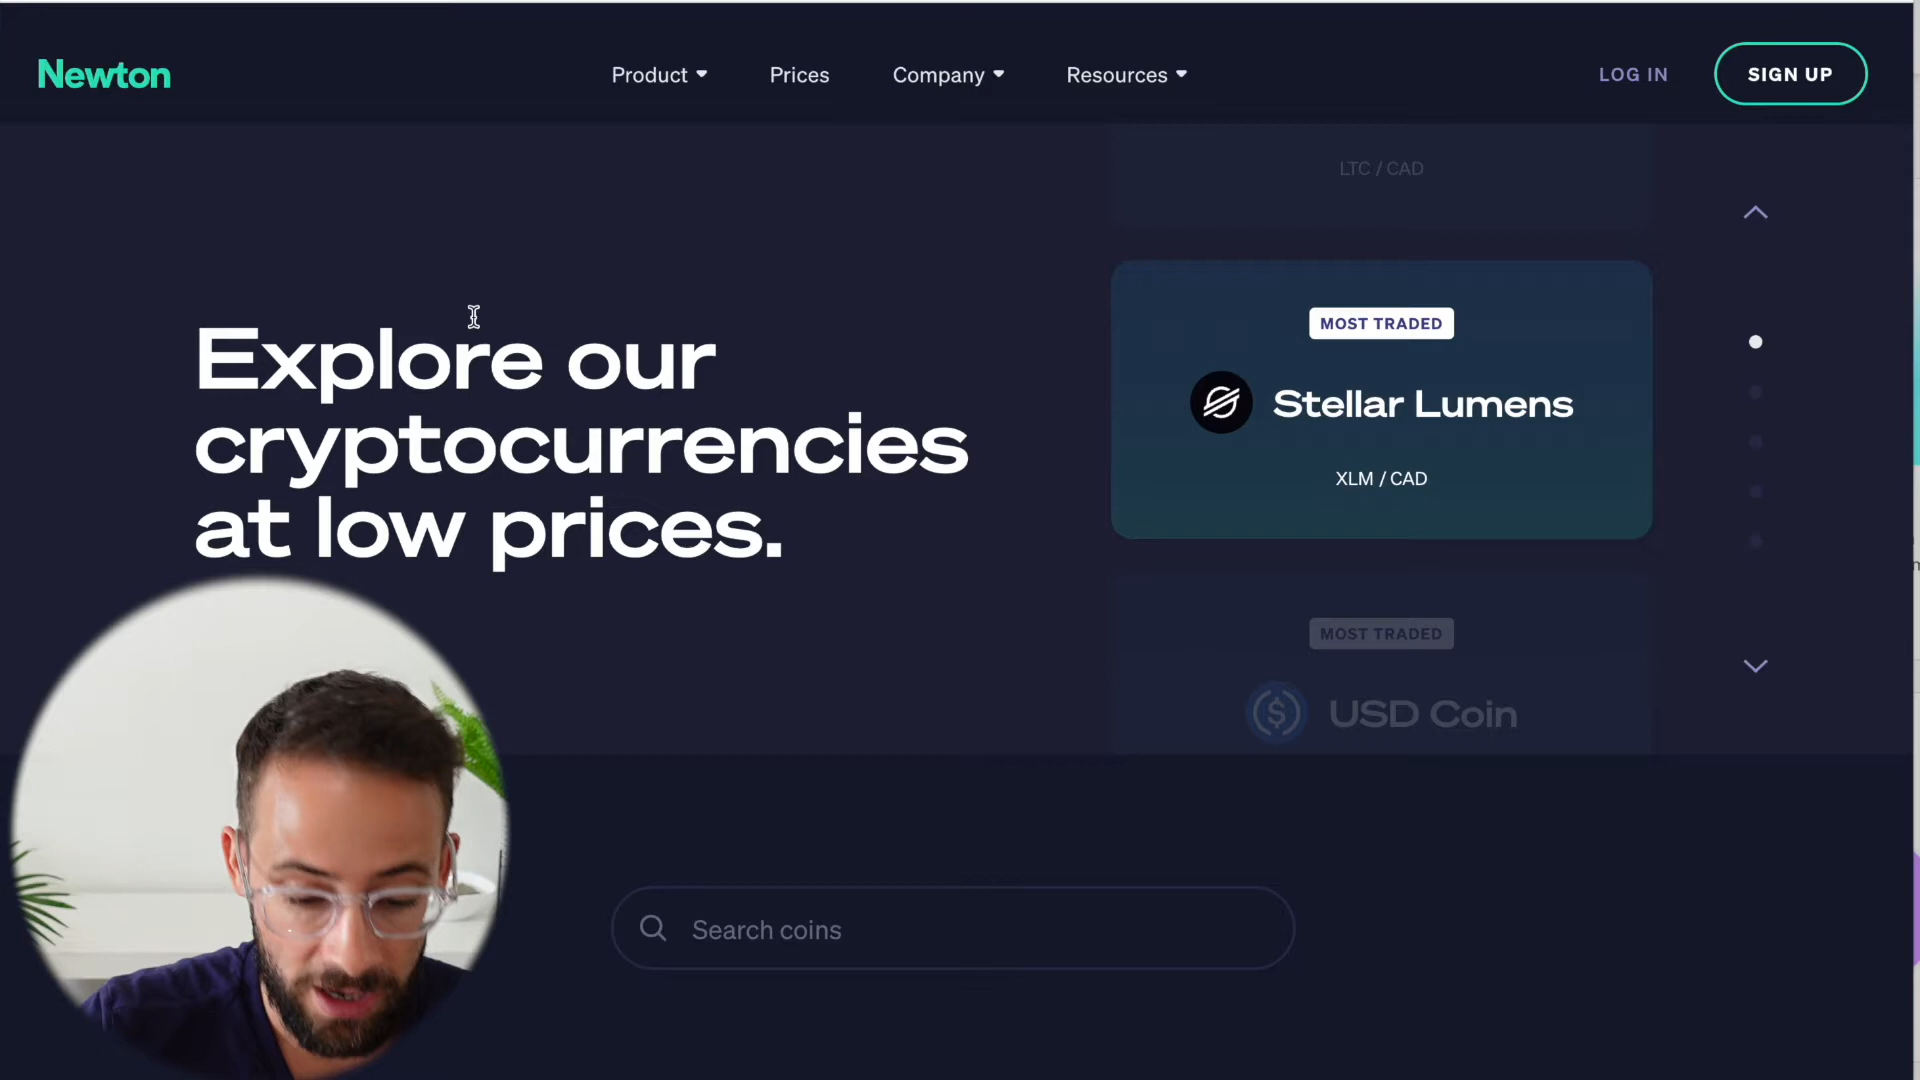 Newton
Product
Prices
Company
Resources
LOG IN
SIGN UP
LTC / CAD
MOST TRADED
Stellar Lumens
XLM / CAD
Explore our
cryptocurrencies
at low prices.
MOST TRADED
USD Coin
Search coins